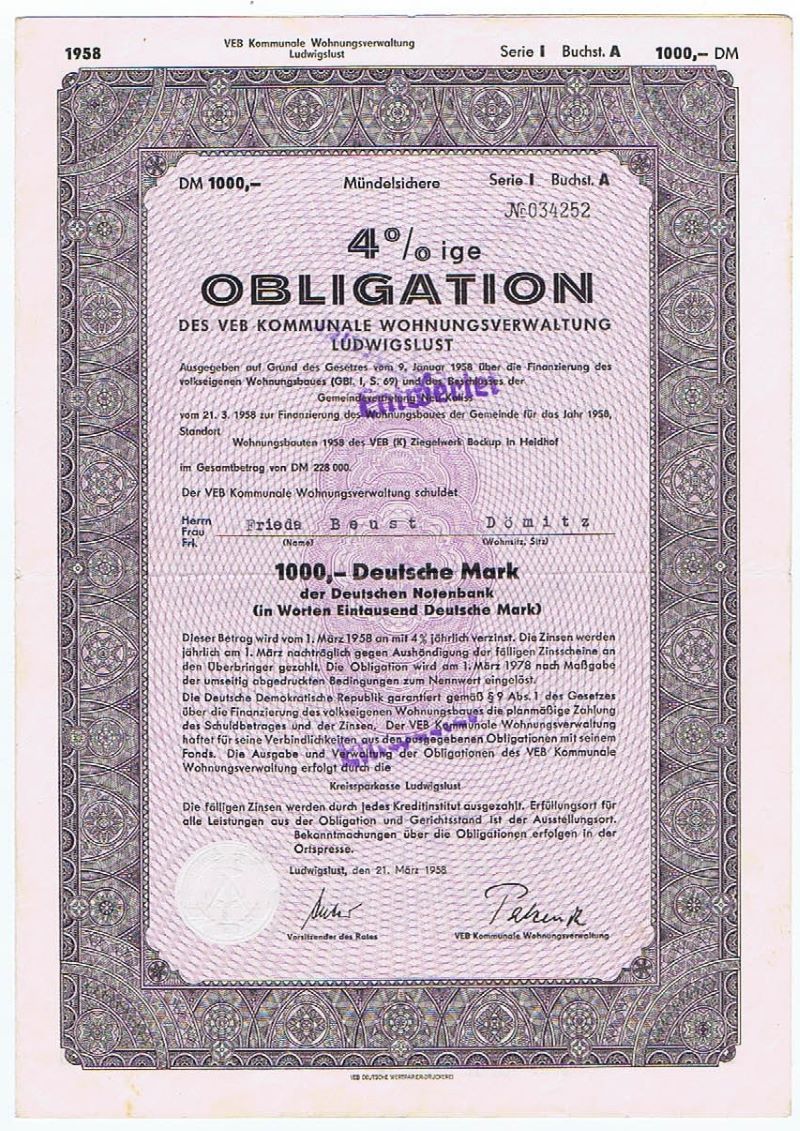 VEB Kommunale Wohnungsverwaltung
Ludwigslust
1958
Serie I Buchst. A 1000,– DM
DM 1000,–
Mündelsichere
Serie I Buchst. A
№ 034252
4% ige
OBLIGATION
DES VEB KOMMUNALE WOHNUNGSVERWALTUNG
LUDWIGSLUST
Ausgegeben auf Grund des Gesetzes vom 9. Januar 1958 über die Finanzierung des
volkseigenen Wohnungsbaues (GBl. I, S. 69) und des Beschlusses der
Gemeindevertretung Neu Kaliss
vom 21. 3. 1958 zur Finanzierung des Wohnungsbaues der Gemeinde für das Jahr 1958,
Standort
Wohnungsbauten 1958 des VEB (K) Ziegelwerk Bockup in Heidhof
im Gesamtbetrag von DM 228 000.
Der VEB Kommunale Wohnungsverwaltung schuldet
Herrn
Frau
Frl.
Frieda Beust Dömitz
(Name) (Wohnsitz, Sitz)
1000,– Deutsche Mark
der Deutschen Notenbank
(in Worten Eintausend Deutsche Mark)
Dieser Betrag wird vom 1. März 1958 an mit 4% jährlich verzinst. Die Zinsen werden
jährlich am 1. März nachträglich gegen Aushändigung der fälligen Zinsscheine an
den Überbringer gezahlt. Die Obligation wird am 1. März 1978 nach Maßgabe
der umseitig abgedruckten Bedingungen zum Nennwert eingelöst.
Die Deutsche Demokratische Republik garantiert gemäß § 9 Abs. 1 des Gesetzes
über die Finanzierung des volkseigenen Wohnungsbaues die planmäßige Zahlung
des Schuldbetrages und der Zinsen. Der VEB Kommunale Wohnungsverwaltung
haftet für seine Verbindlichkeiten aus den ausgegebenen Obligationen mit seinem
Fonds. Die Ausgabe und Verwaltung der Obligationen des VEB Kommunale
Wohnungsverwaltung erfolgt durch die
Kreissparkasse Ludwigslust
Die fälligen Zinsen werden durch jedes Kreditinstitut ausgezahlt. Erfüllungsort für
alle Leistungen aus der Obligation und Gerichtsstand ist der Ausstellungsort.
Bekanntmachungen über die Obligationen erfolgen in der
Ortspresse.
Ludwigslust, den 21. März 1958
Vorsitzender des Rates
VEB Kommunale Wohnungsverwaltung
VEB DEUTSCHE WERTPAPIER-DRUCKEREI